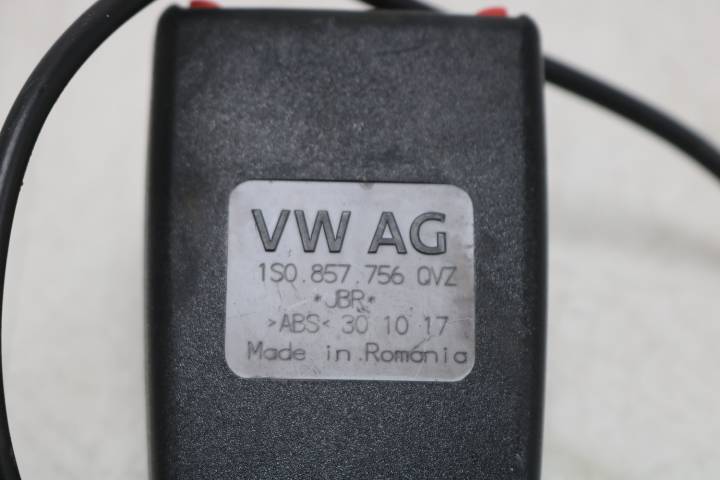 VW AG
1S0.857.756 QVZ
*JBR*
>ABS< 30 10 17
Made in Romania